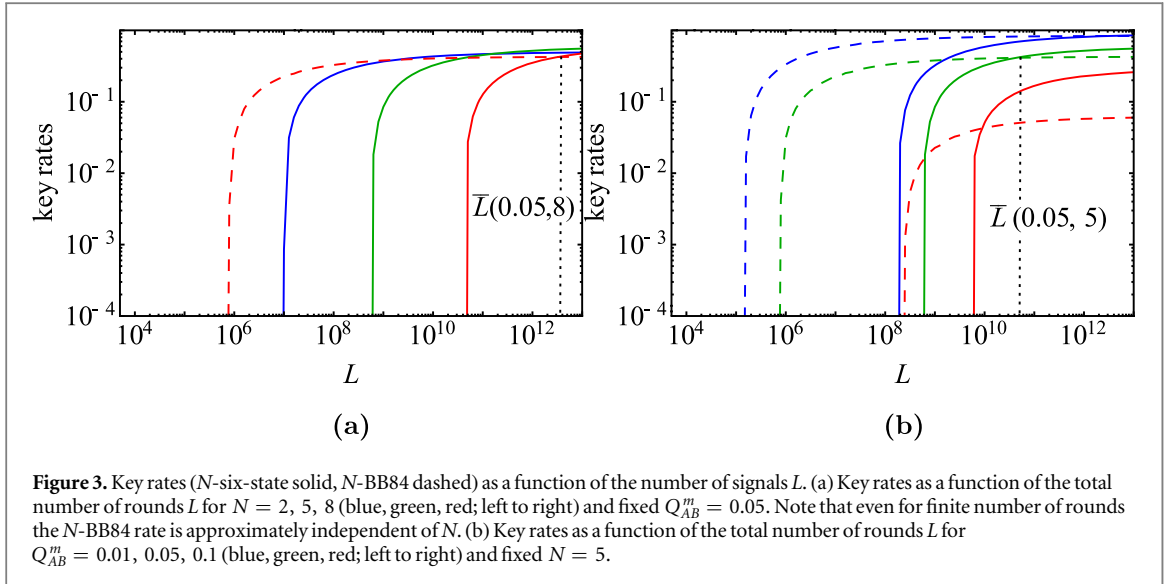 key rates
10^-1
10^-2
10^-3
10^-4
10^4 10^6 10^8 10^10 10^12
L
L̅(0.05,8)
(a)
key rates
10^-1
10^-2
10^-3
10^-4
10^4 10^6 10^8 10^10 10^12
L
L̅ (0.05, 5)
(b)
Figure 3. Key rates (N-six-state solid, N-BB84 dashed) as a function of the number of signals L. (a) Key rates as a function of the total
number of rounds L for N = 2, 5, 8 (blue, green, red; left to right) and fixed Q_AB^m = 0.05. Note that even for finite number of rounds
the N-BB84 rate is approximately independent of N. (b) Key rates as a function of the total number of rounds L for
Q_AB^m = 0.01, 0.05, 0.1 (blue, green, red; left to right) and fixed N = 5.